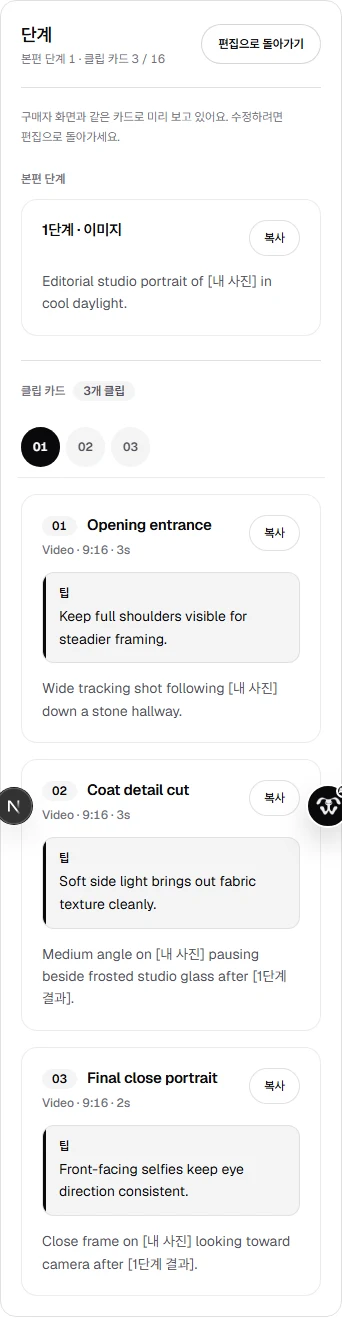 단계
본편 단계 1 · 클립 카드 3 / 16
편집으로 돌아가기
구매자 화면과 같은 카드로 미리 보고 있어요. 수정하려면
편집으로 돌아가세요.
본편 단계
1단계 · 이미지
복사
Editorial studio portrait of [내 사진] in
cool daylight.
클립 카드
3개 클립
01
02
03
01
Opening entrance
복사
Video · 9:16 · 3s
팁
Keep full shoulders visible for
steadier framing.
Wide tracking shot following [내 사진]
down a stone hallway.
02
Coat detail cut
복사
Video · 9:16 · 3s
팁
Soft side light brings out fabric
texture cleanly.
Medium angle on [내 사진] pausing
beside frosted studio glass after [1단계
결과].
N
03
Final close portrait
복사
Video · 9:16 · 2s
팁
Front-facing selfies keep eye
direction consistent.
Close frame on [내 사진] looking toward
camera after [1단계 결과].